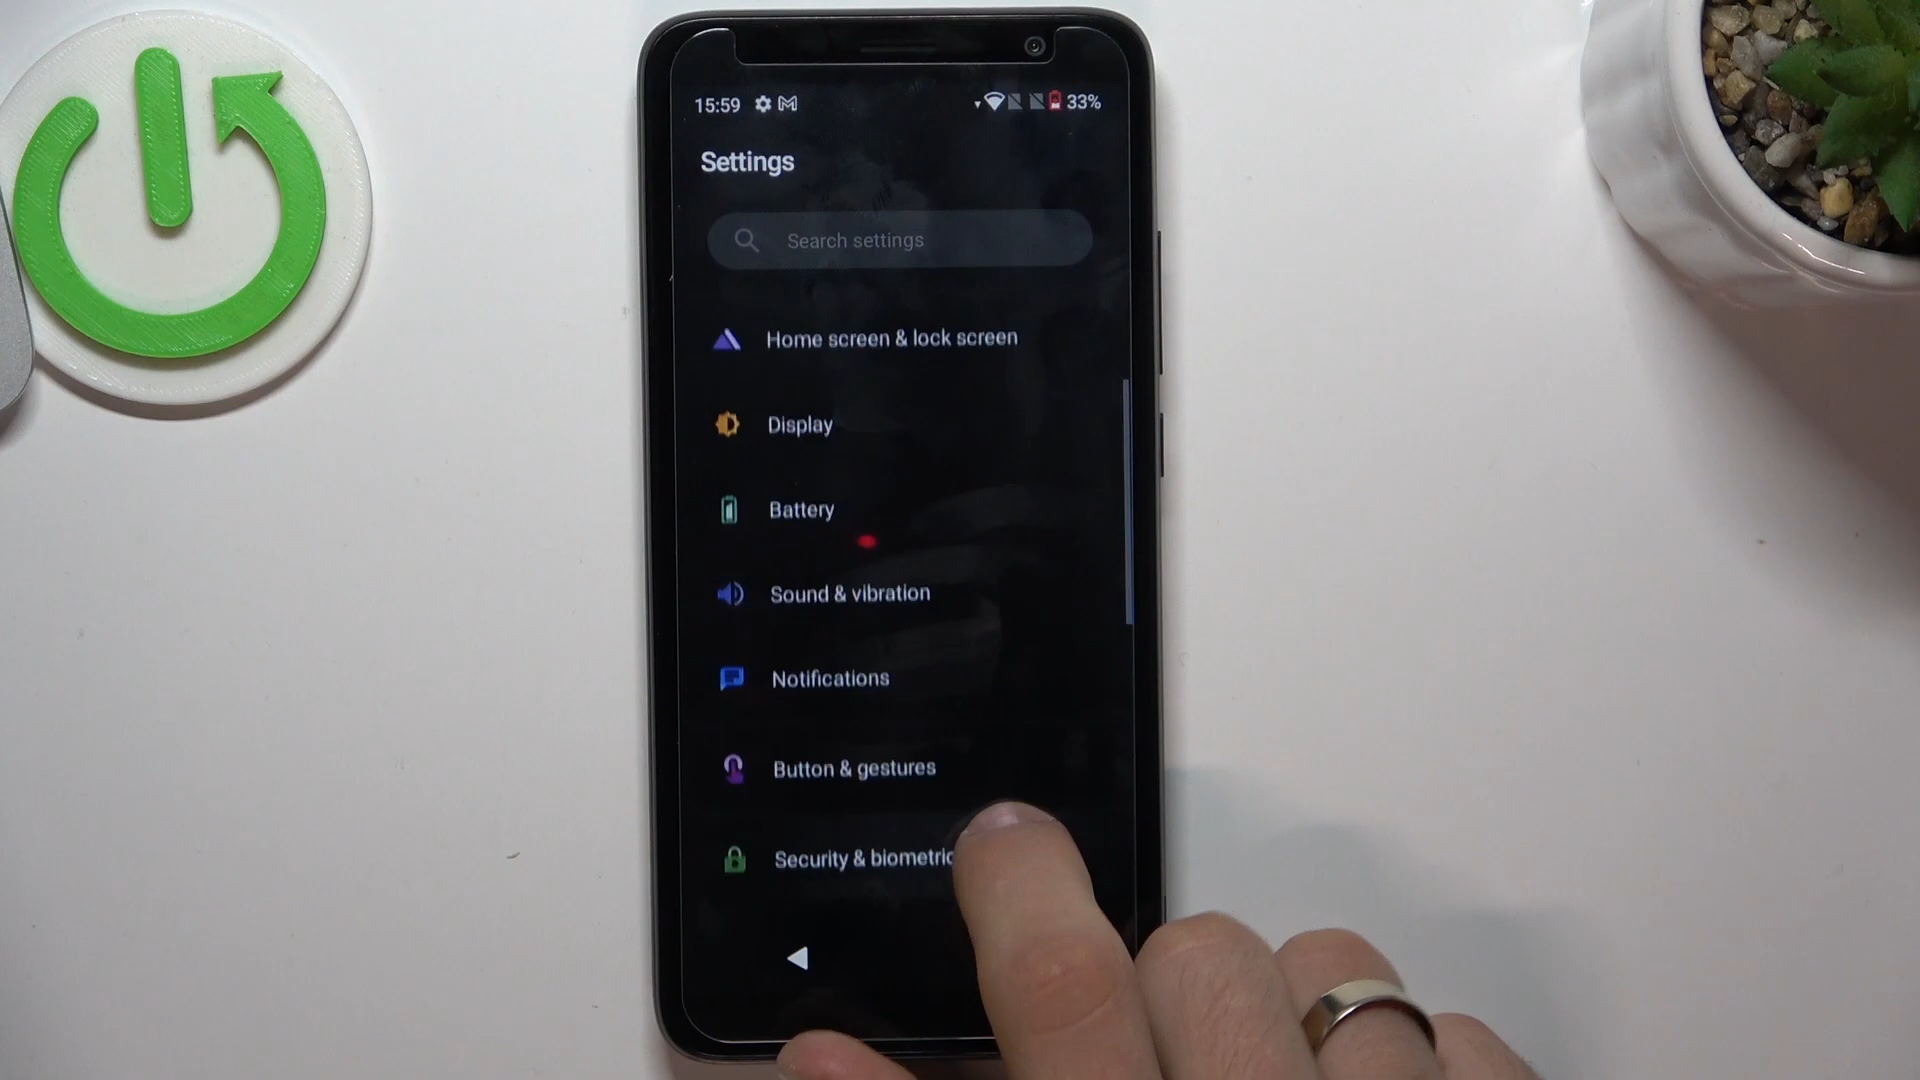 15:59 33%
Settings
Search settings
Home screen & lock screen
Display
Battery
Sound & vibration
Notifications
Button & gestures
Security & biometric